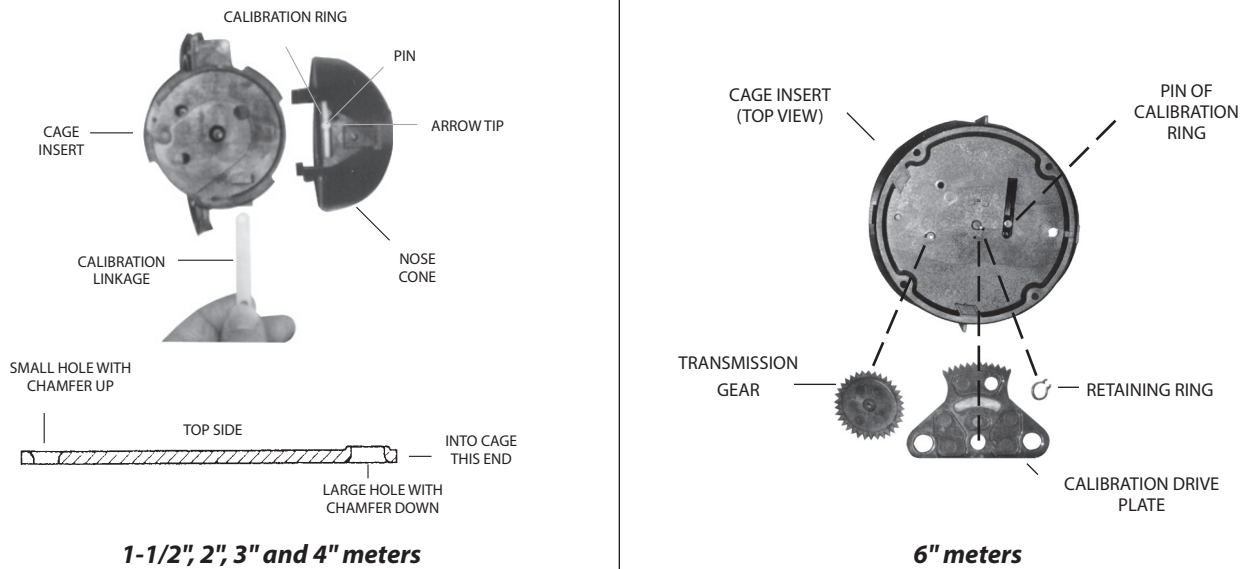 CALIBRATION RING
PIN
ARROW TIP
CAGE
INSERT
CALIBRATION
LINKAGE
NOSE
CONE
SMALL HOLE WITH
CHAMFER UP
TOP SIDE
INTO CAGE
THIS END
LARGE HOLE WITH
CHAMFER DOWN
1-1/2", 2", 3" and 4" meters
CAGE INSERT
(TOP VIEW)
PIN OF
CALIBRATION
RING
TRANSMISSION
GEAR
RETAINING RING
CALIBRATION DRIVE
PLATE
6" meters